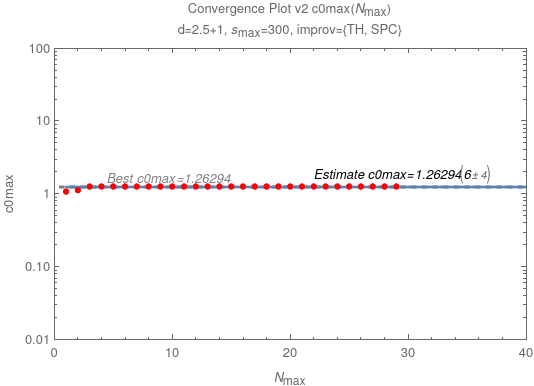 Convergence Plot v2 c0max(Nmax)
d=2.5+1, smax=300, improv={TH, SPC}
100
10
1
0.10
0.01
c0max
Best c0max=1.26294
Estimate c0max=1.26294(6±4)
0
10
20
30
40
Nmax